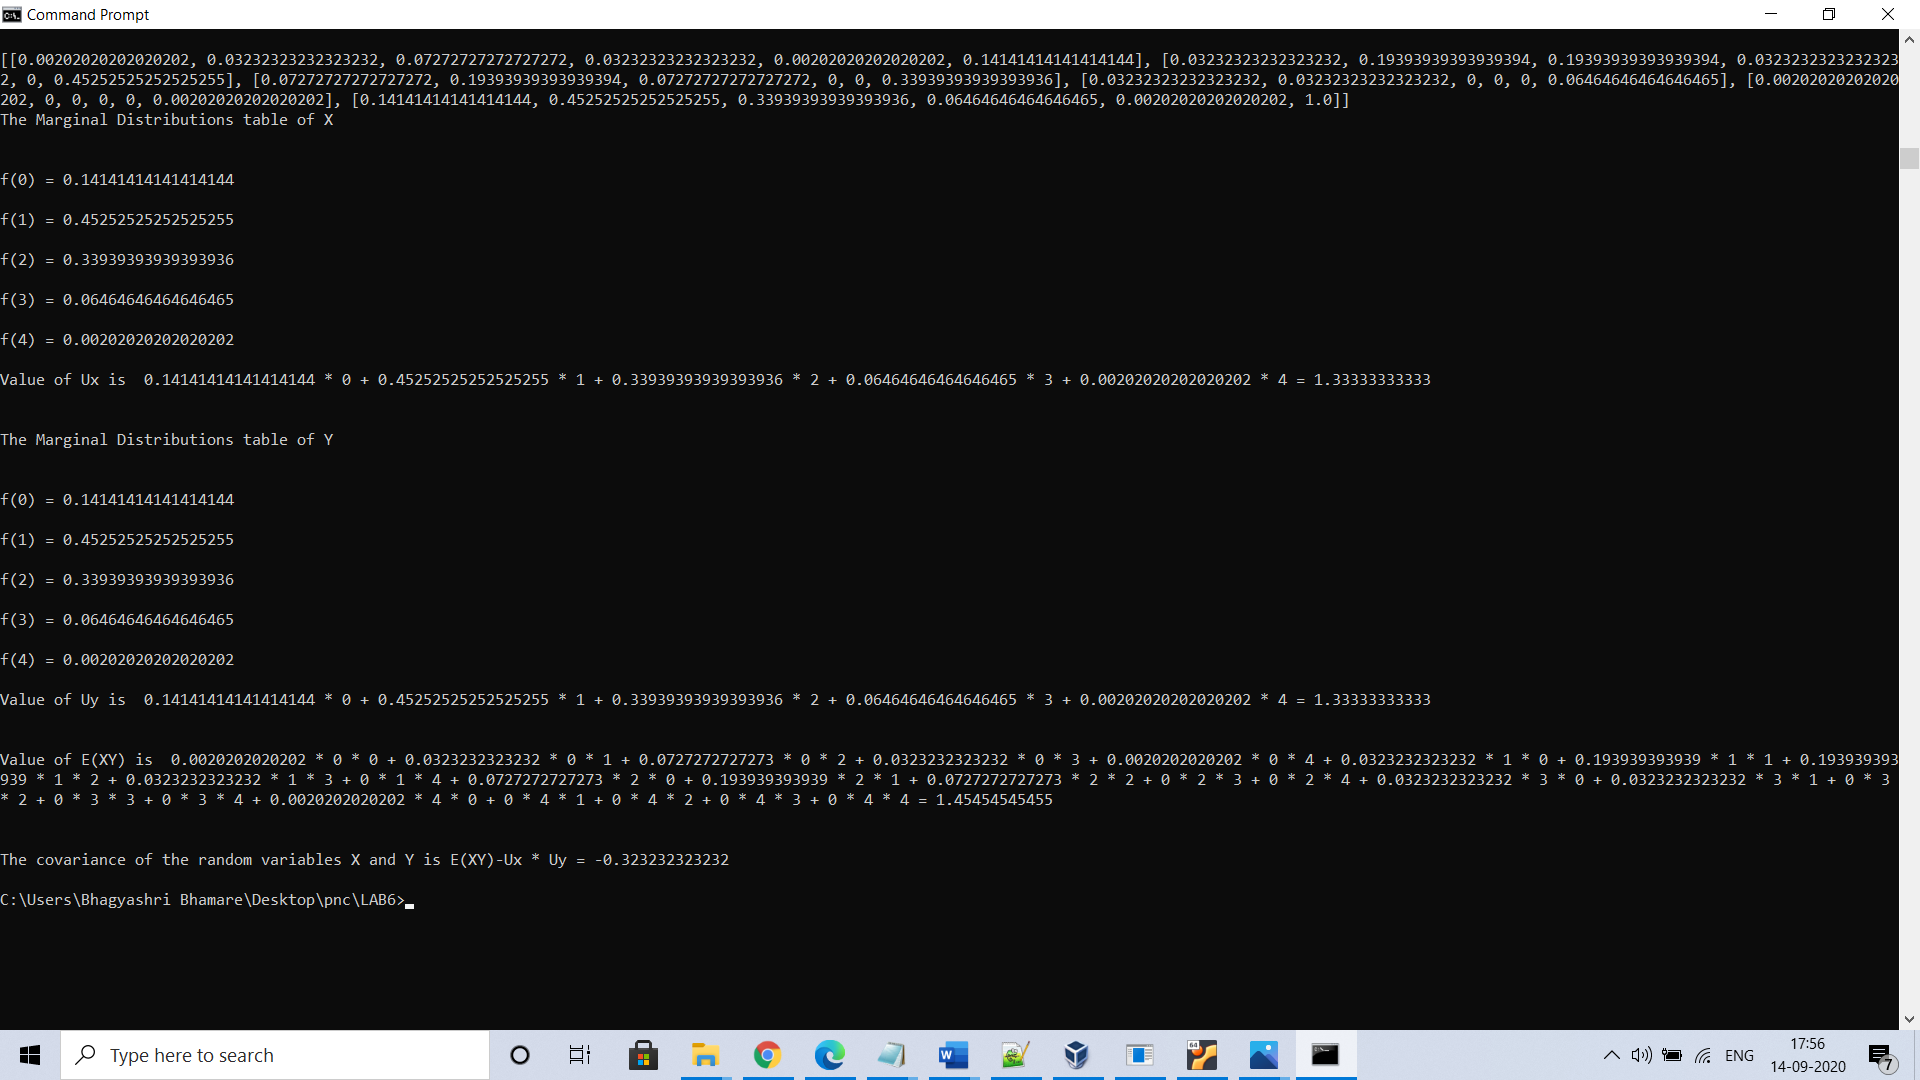 Command Prompt
[[0.00202020202020202, 0.03232323232323232, 0.07272727272727272, 0.03232323232323232, 0.00202020202020202, 0.14141414141414144], [0.03232323232323232, 0.19393939393939394, 0.19393939393939394, 0.0323232323232323
2, 0, 0.45252525252525255], [0.07272727272727272, 0.19393939393939394, 0.07272727272727272, 0, 0, 0.33939393939393936], [0.03232323232323232, 0.03232323232323232, 0, 0, 0, 0.06464646464646465], [0.002020202020
202, 0, 0, 0, 0, 0.00202020202020202], [0.14141414141414144, 0.45252525252525255, 0.33939393939393936, 0.06464646464646465, 0.00202020202020202, 1.0]]
The Marginal Distributions table of X
f(0) = 0.14141414141414144
f(1) = 0.45252525252525255
f(2) = 0.33939393939393936
f(3) = 0.06464646464646465
f(4) = 0.00202020202020202
Value of Ux is  0.14141414141414144 * 0 + 0.45252525252525255 * 1 + 0.33939393939393936 * 2 + 0.06464646464646465 * 3 + 0.00202020202020202 * 4 = 1.33333333333
The Marginal Distributions table of Y
f(0) = 0.14141414141414144
f(1) = 0.45252525252525255
f(2) = 0.33939393939393936
f(3) = 0.06464646464646465
f(4) = 0.00202020202020202
Value of Uy is  0.14141414141414144 * 0 + 0.45252525252525255 * 1 + 0.33939393939393936 * 2 + 0.06464646464646465 * 3 + 0.00202020202020202 * 4 = 1.33333333333
Value of E(XY) is  0.0020202020202 * 0 * 0 + 0.0323232323232 * 0 * 1 + 0.0727272727273 * 0 * 2 + 0.0323232323232 * 0 * 3 + 0.0020202020202 * 0 * 4 + 0.0323232323232 * 1 * 0 + 0.193939393939 * 1 * 1 + 0.193939393
939 * 1 * 2 + 0.0323232323232 * 1 * 3 + 0 * 1 * 4 + 0.0727272727273 * 2 * 0 + 0.193939393939 * 2 * 1 + 0.0727272727273 * 2 * 2 + 0 * 2 * 3 + 0 * 2 * 4 + 0.0323232323232 * 3 * 0 + 0.0323232323232 * 3 * 1 + 0 * 3
* 2 + 0 * 3 * 3 + 0 * 3 * 4 + 0.0020202020202 * 4 * 0 + 0 * 4 * 1 + 0 * 4 * 2 + 0 * 4 * 3 + 0 * 4 * 4 = 1.45454545455
The covariance of the random variables X and Y is E(XY)-Ux * Uy = -0.323232323232
C:\Users\Bhagyashri Bhamare\Desktop\pnc\LAB6>
Type here to search
64
ENG
17:56
14-09-2020
7